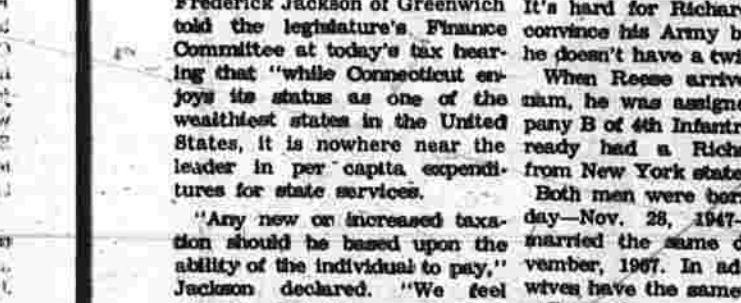 Frederick Jackson of Greenwich
told the legislature's Finance
Committee at today's tax hear-
ing that "while Connecticut en-
joys its status as one of the
wealthiest states in the United
States, it is nowhere near the
leader in per capita expendi-
tures for state services.
"Any new or increased taxa-
tion should be based upon the
ability of the individual to pay,"
Jackson declared. "We feel
It's hard for Richar
convince his Army b
he doesn't have a twi
When Reese arrive
nam, he was assigne
pany B of 4th Infantr
ready had a Richa
from New York state
Both men were bor
day—Nov. 28, 1947-
married the same d
vember, 1967. In ad
wives have the same